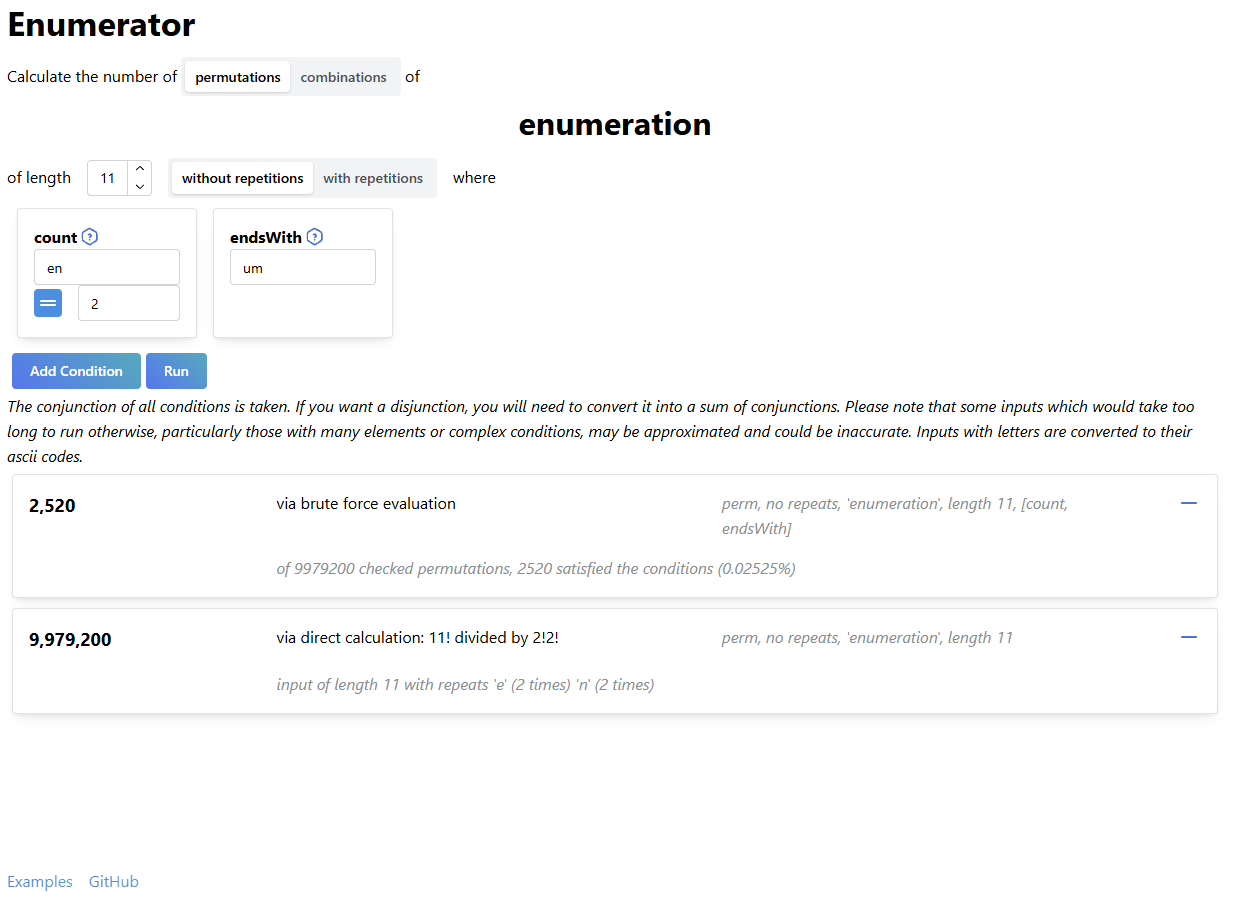 Enumerator
Calculate the number of permutations combinations of
enumeration
of length 11 without repetitions with repetitions where
count ? endsWith ?
en um
= 2
Add Condition Run
The conjunction of all conditions is taken. If you want a disjunction, you will need to convert it into a sum of conjunctions. Please note that some inputs which would take too
long to run otherwise, particularly those with many elements or complex conditions, may be approximated and could be inaccurate. Inputs with letters are converted to their
ascii codes.
2,520 via brute force evaluation perm, no repeats, 'enumeration', length 11, [count,
endsWith]
of 9979200 checked permutations, 2520 satisfied the conditions (0.02525%)
9,979,200 via direct calculation: 11! divided by 2!2! perm, no repeats, 'enumeration', length 11
input of length 11 with repeats 'e' (2 times) 'n' (2 times)
Examples GitHub